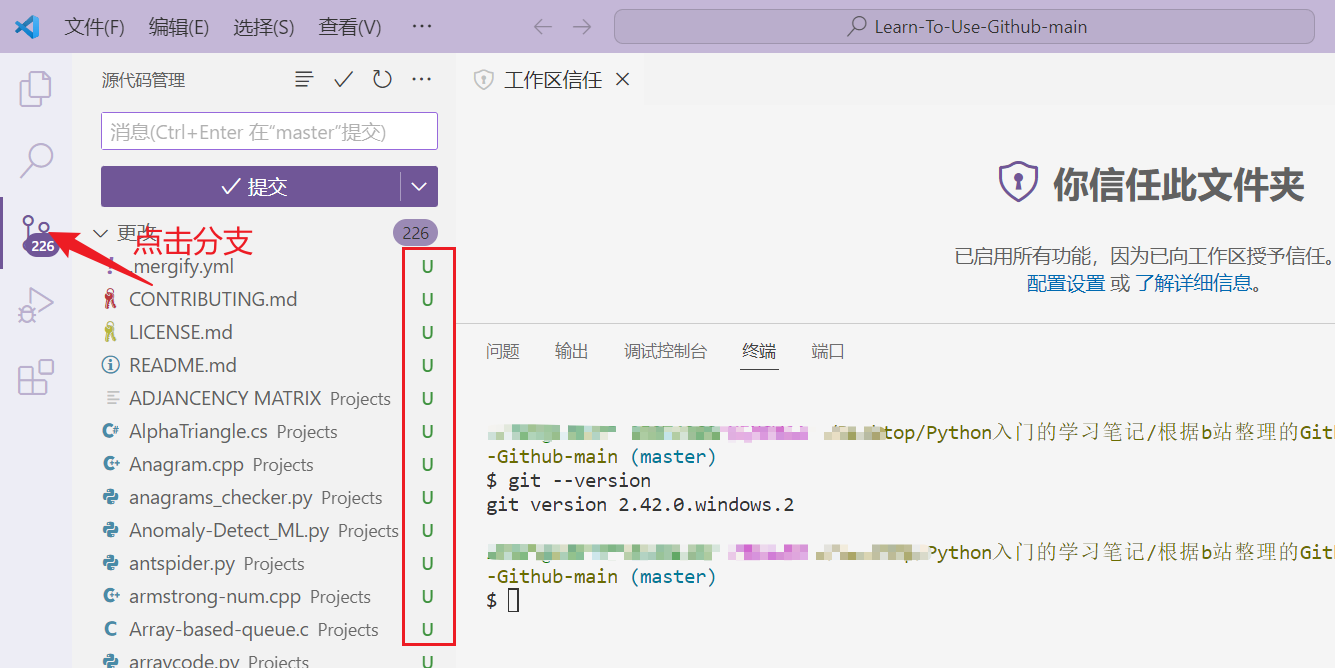 文件(F) 编辑(E) 选择(S) 查看(V) ··· Learn-To-Use-Github-main
源代码管理
消息(Ctrl+Enter 在“master”提交)
提交
更改 226
点击分支
226
! .mergify.yml U
CONTRIBUTING.md U
LICENSE.md U
README.md U
ADJANCENCY MATRIX Projects U
AlphaTriangle.cs Projects U
Anagram.cpp Projects U
anagrams_checker.py Projects U
Anomaly-Detect_ML.py Projects U
antspider.py Projects U
armstrong-num.cpp Projects U
Array-based-queue.c Projects U
arraycode.py Projects U
工作区信任
你信任此文件夹
已启用所有功能，因为已向工作区授予信任。
配置设置 或 了解详细信息。
问题 输出 调试控制台 终端 端口
top/Python入门的学习笔记/根据b站整理的Git
-Github-main (master)
$ git --version
git version 2.42.0.windows.2
Python入门的学习笔记/根据b站整理的Git
-Github-main (master)
$